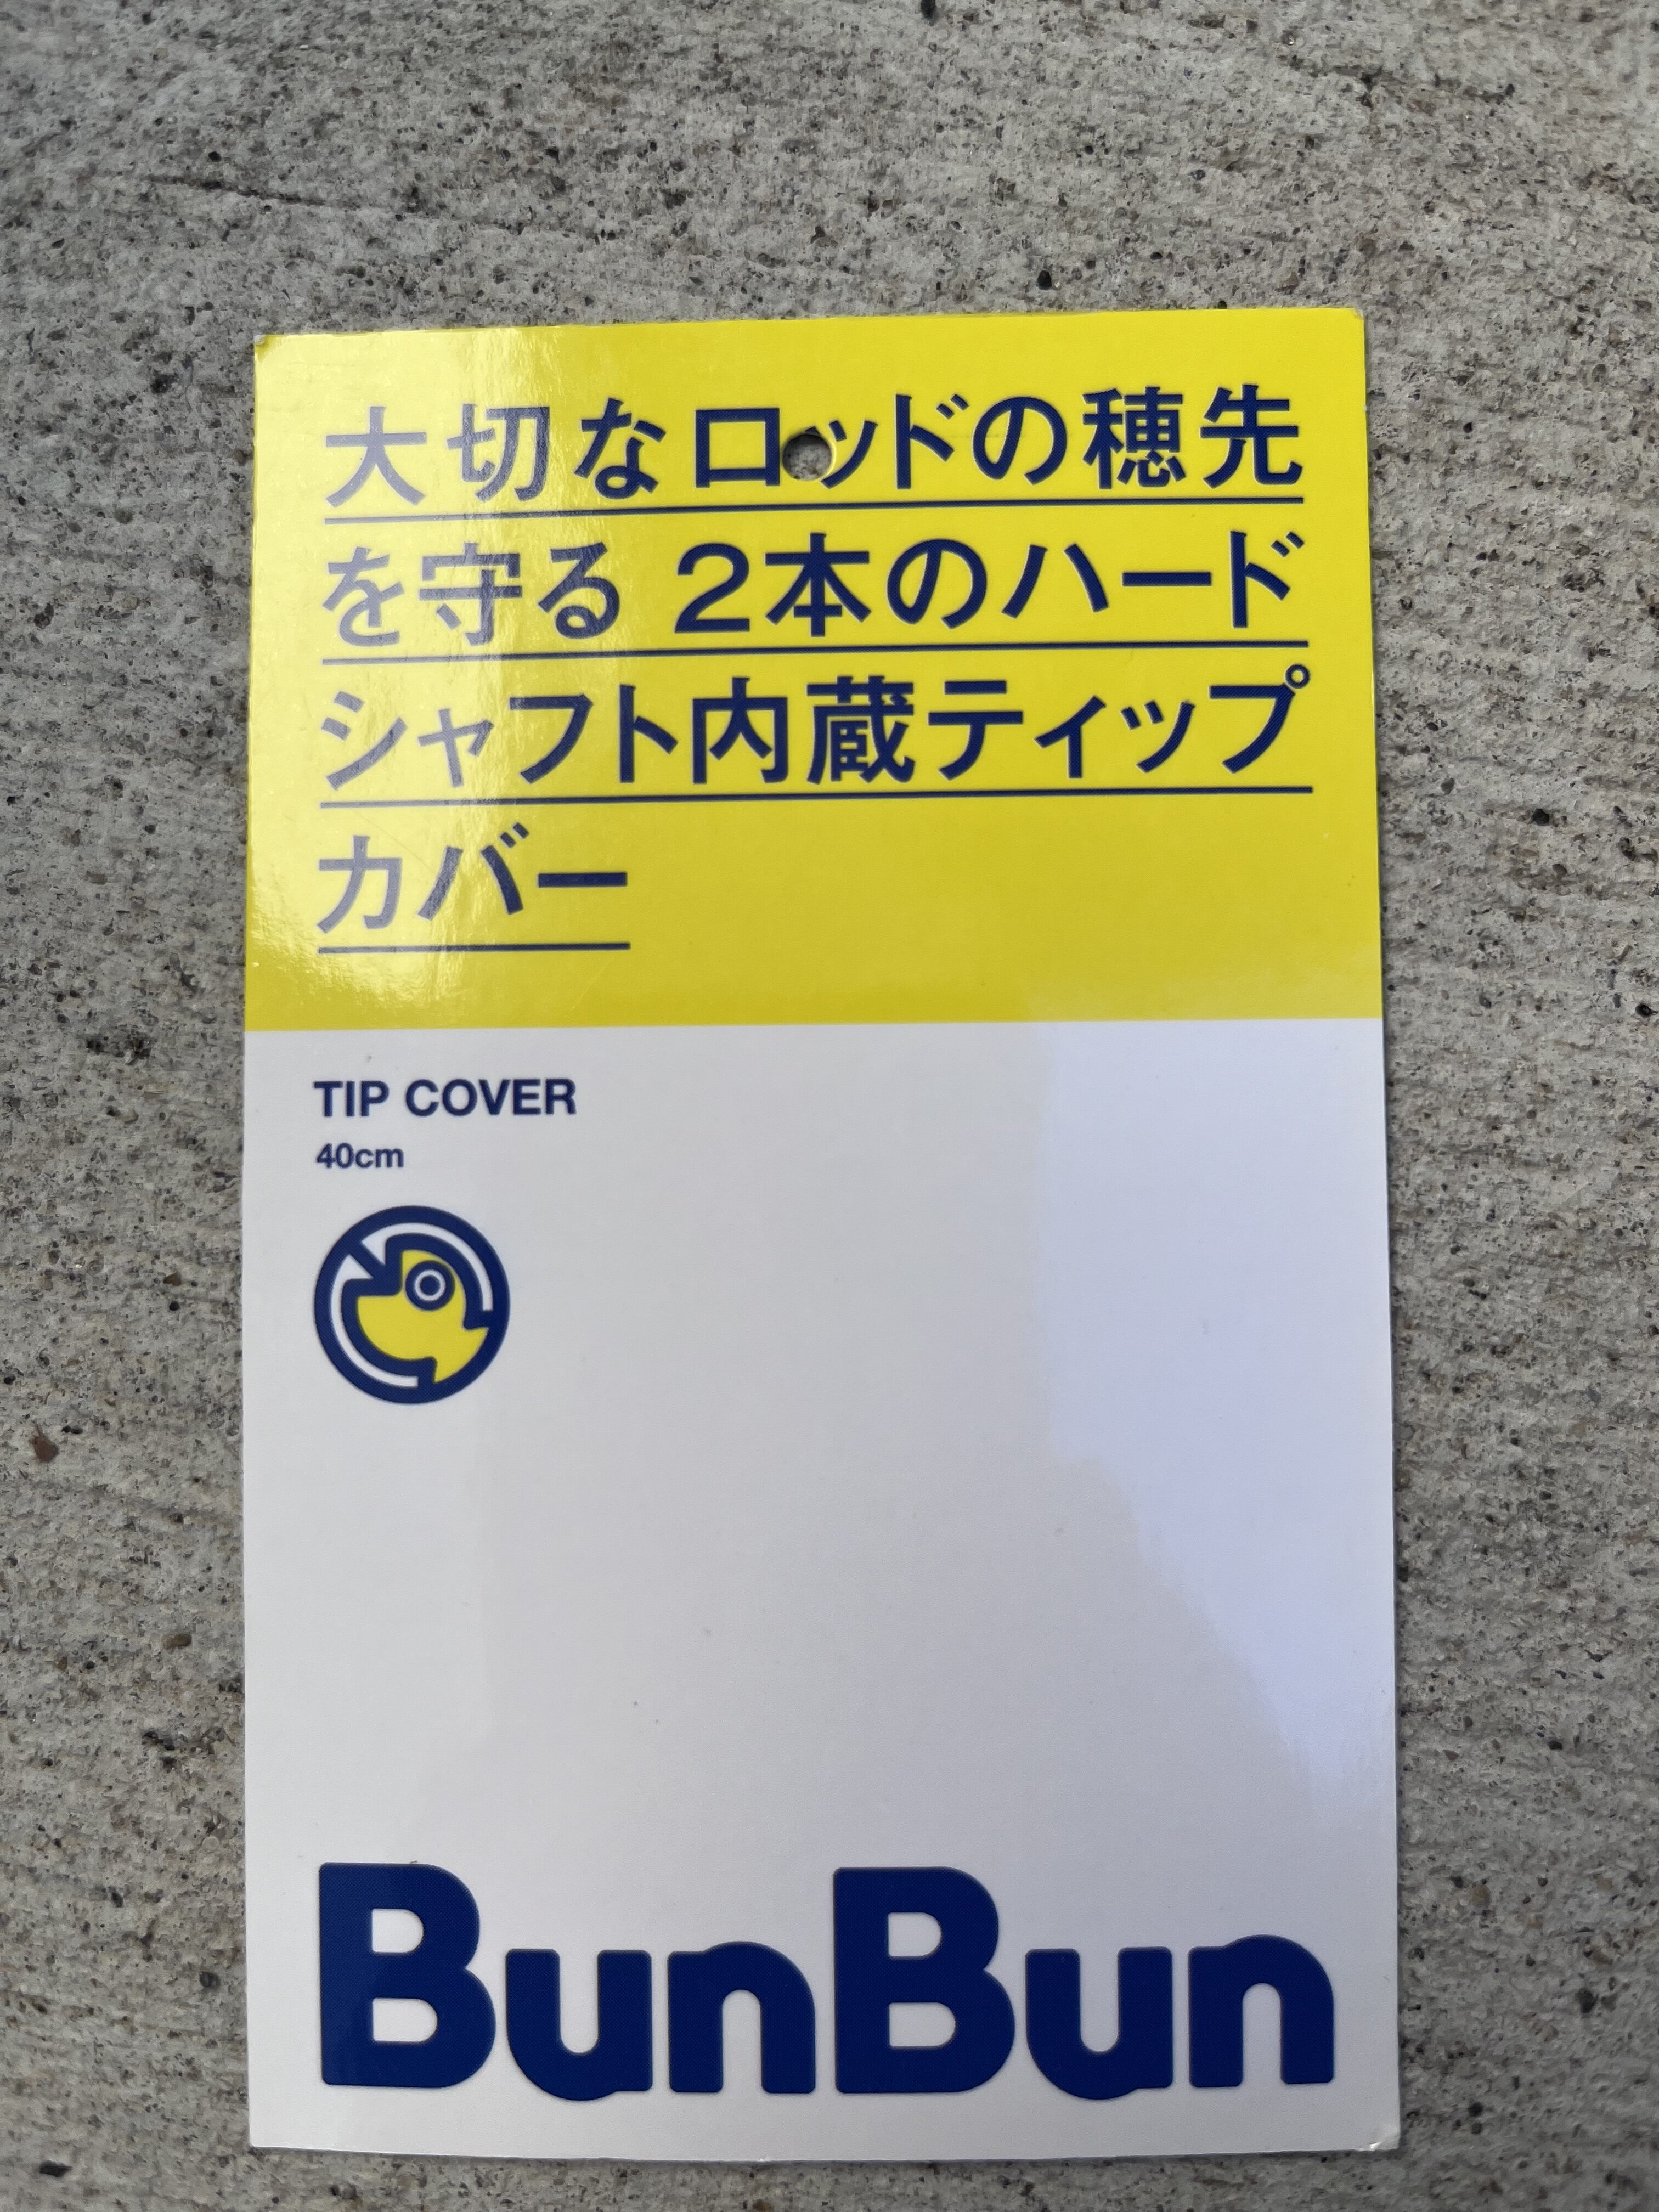 大切なロッドの穂先
を守る 2本のハード
シャフト内蔵ティップ
カバー
TIP COVER
40cm
BunBun